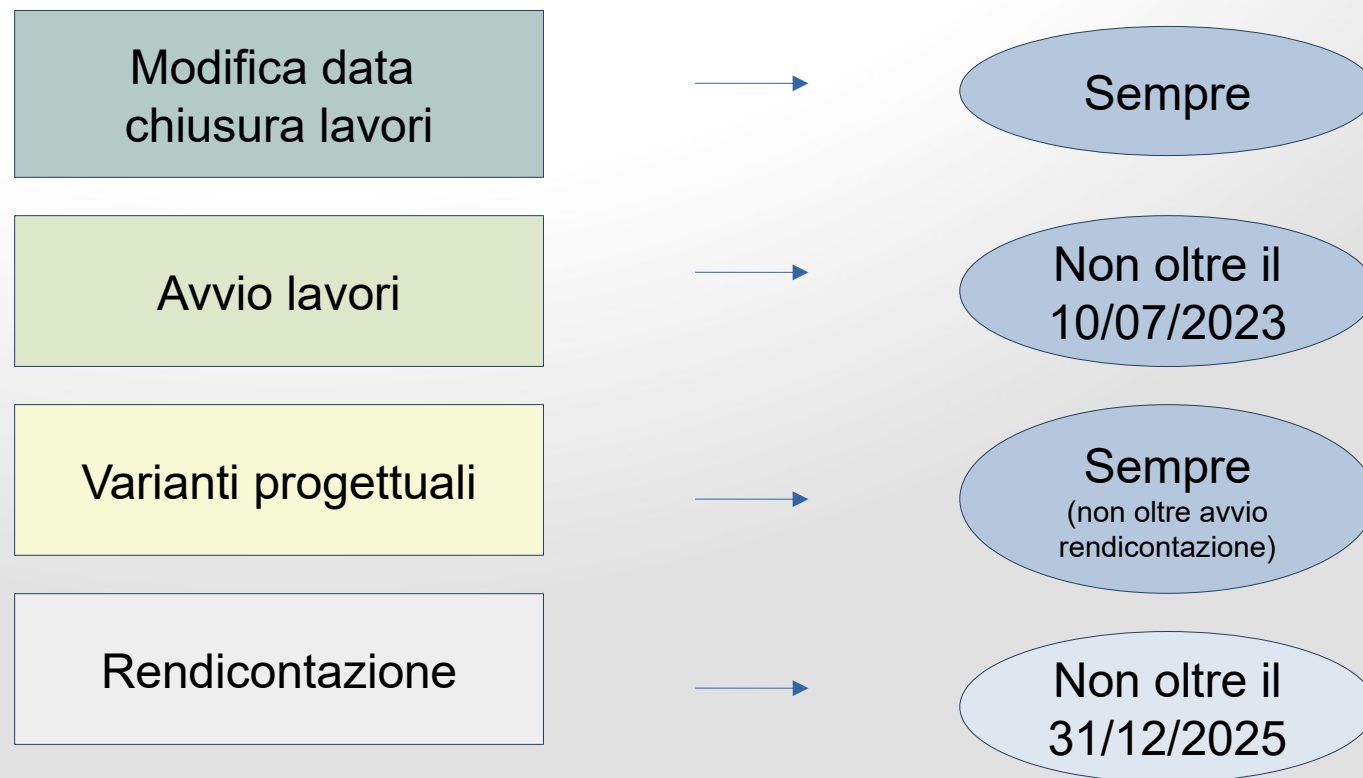 Modifica data
chiusura lavori
Sempre
Avvio lavori
Non oltre il
10/07/2023
Varianti progettuali
Sempre
(non oltre avvio
rendicontazione)
Rendicontazione
Non oltre il
31/12/2025